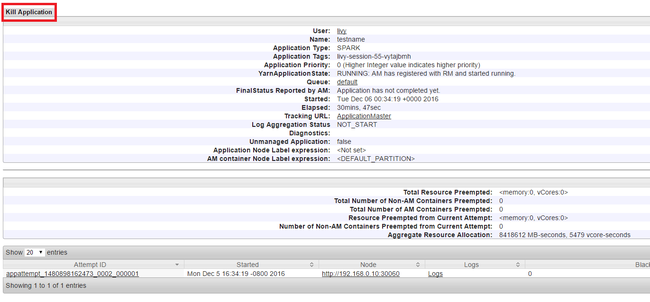 Kill Application
User: livy
Name: testname
Application Type: SPARK
Application Tags: livy-session-55-vytajbmh
Application Priority: 0 (Higher Integer value indicates higher priority)
YarnApplicationState: RUNNING: AM has registered with RM and started running.
Queue: default
FinalStatus Reported by AM: Application has not completed yet.
Started: Tue Dec 06 00:34:19 +0000 2016
Elapsed: 30mins, 47sec
Tracking URL: ApplicationMaster
Log Aggregation Status NOT_START
Diagnostics:
Unmanaged Application: false
Application Node Label expression: <Not set>
AM container Node Label expression: <DEFAULT_PARTITION>
Total Resource Preempted: <memory:0, vCores:0>
Total Number of Non-AM Containers Preempted: 0
Total Number of AM Containers Preempted: 0
Resource Preempted from Current Attempt: <memory:0, vCores:0>
Number of Non-AM Containers Preempted from Current Attempt: 0
Aggregate Resource Allocation: 8418612 MB-seconds, 5479 vcore-seconds
Show 20 entries
Attempt ID Started Node Logs Black
appattempt_1480898162473_0002_000001 Mon Dec 5 16:34:19 -0800 2016 http://192.168.0.10:30060 Logs 0
Showing 1 to 1 of 1 entries